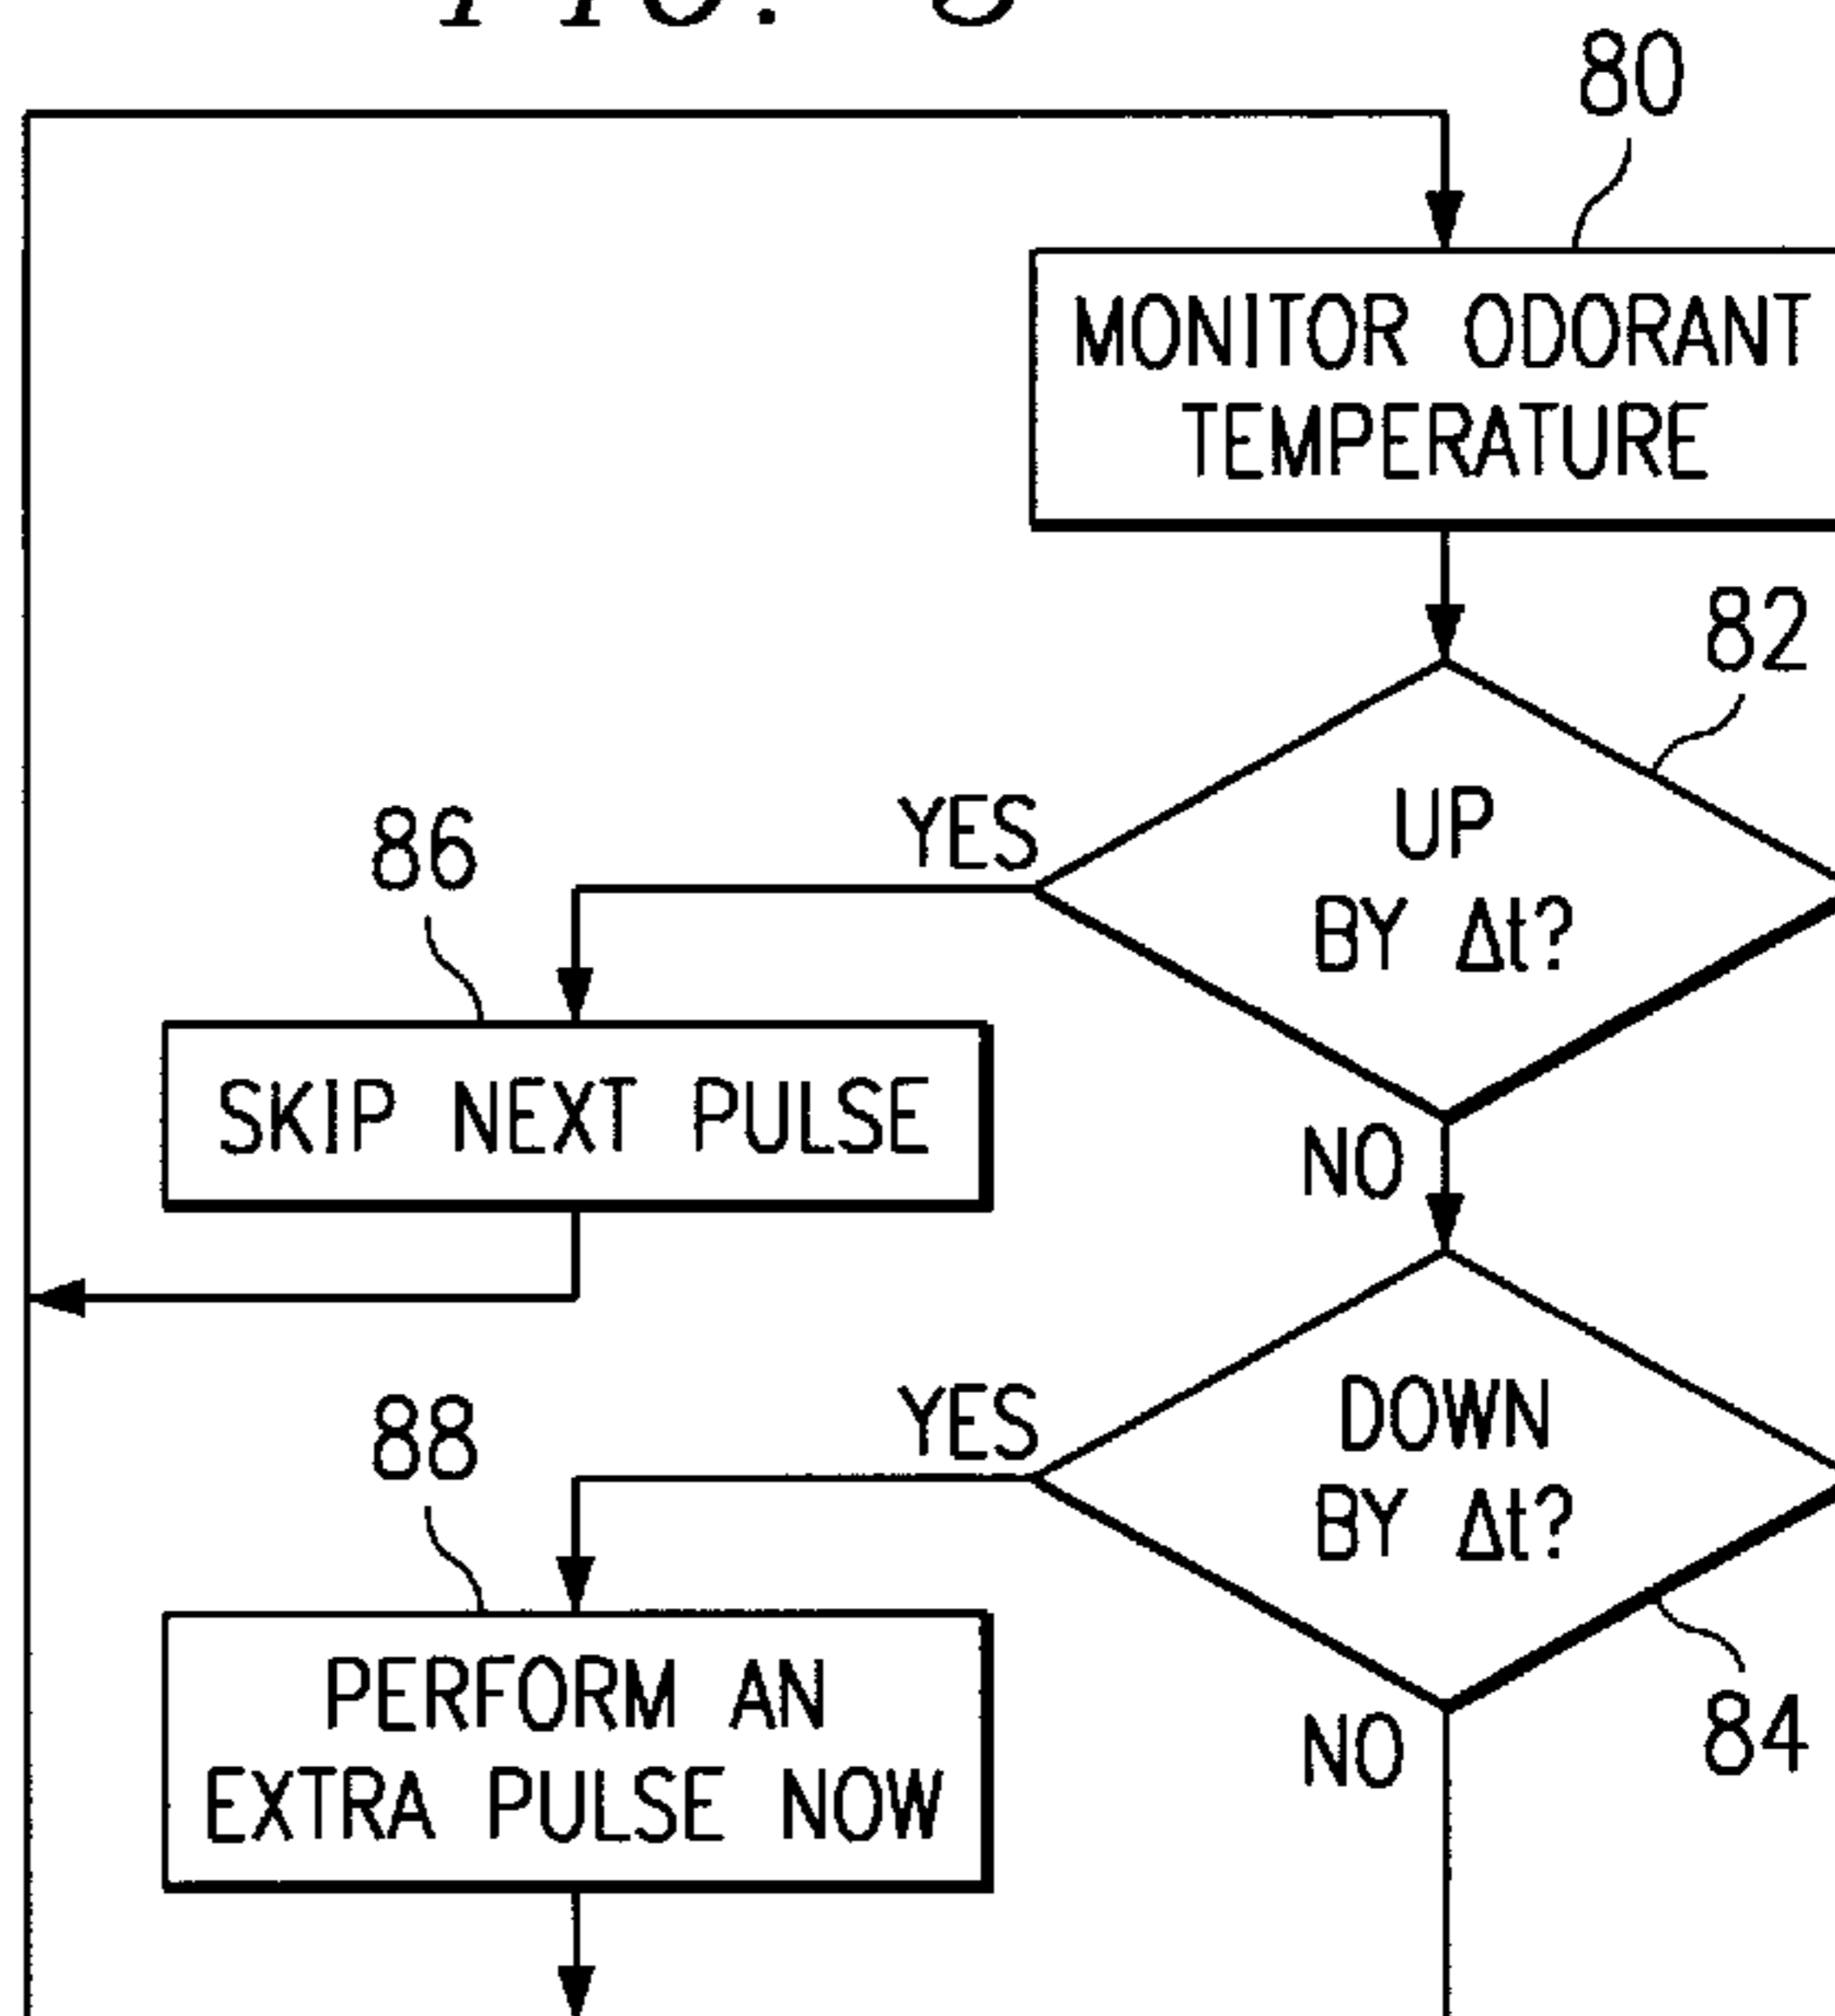 80
MONITOR ODORANT
TEMPERATURE
82
UP
BY Δt?
YES
86
SKIP NEXT PULSE
NO
DOWN
BY Δt?
YES
88
PERFORM AN
EXTRA PULSE NOW
NO
84